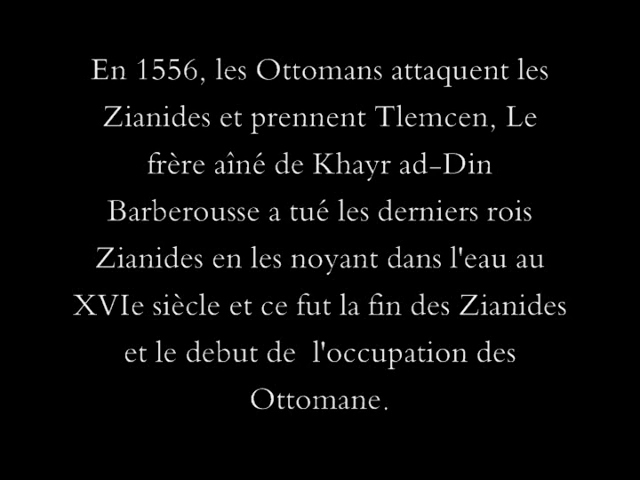 En 1556, les Ottomans attaquent les
Zianides et prennent Tlemcen, Le
frère aîné de Khayr ad-Din
Barberousse a tué les derniers rois
Zianides en les noyant dans l'eau au
XVIe siècle et ce fut la fin des Zianides
et le debut de  l'occupation des
Ottomane.